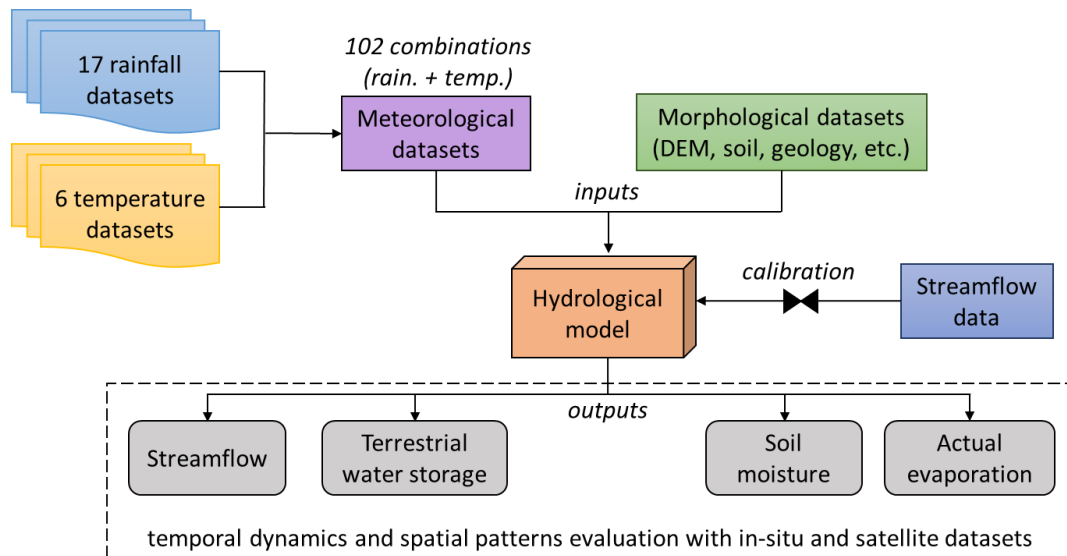 17 rainfall
datasets
6 temperature
datasets
102 combinations
(rain. + temp.)
Meteorological
datasets
Morphological datasets
(DEM, soil, geology, etc.)
inputs
Hydrological
model
calibration
Streamflow
data
outputs
Streamflow
Terrestrial
water storage
Soil
moisture
Actual
evaporation
temporal dynamics and spatial patterns evaluation with in-situ and satellite datasets